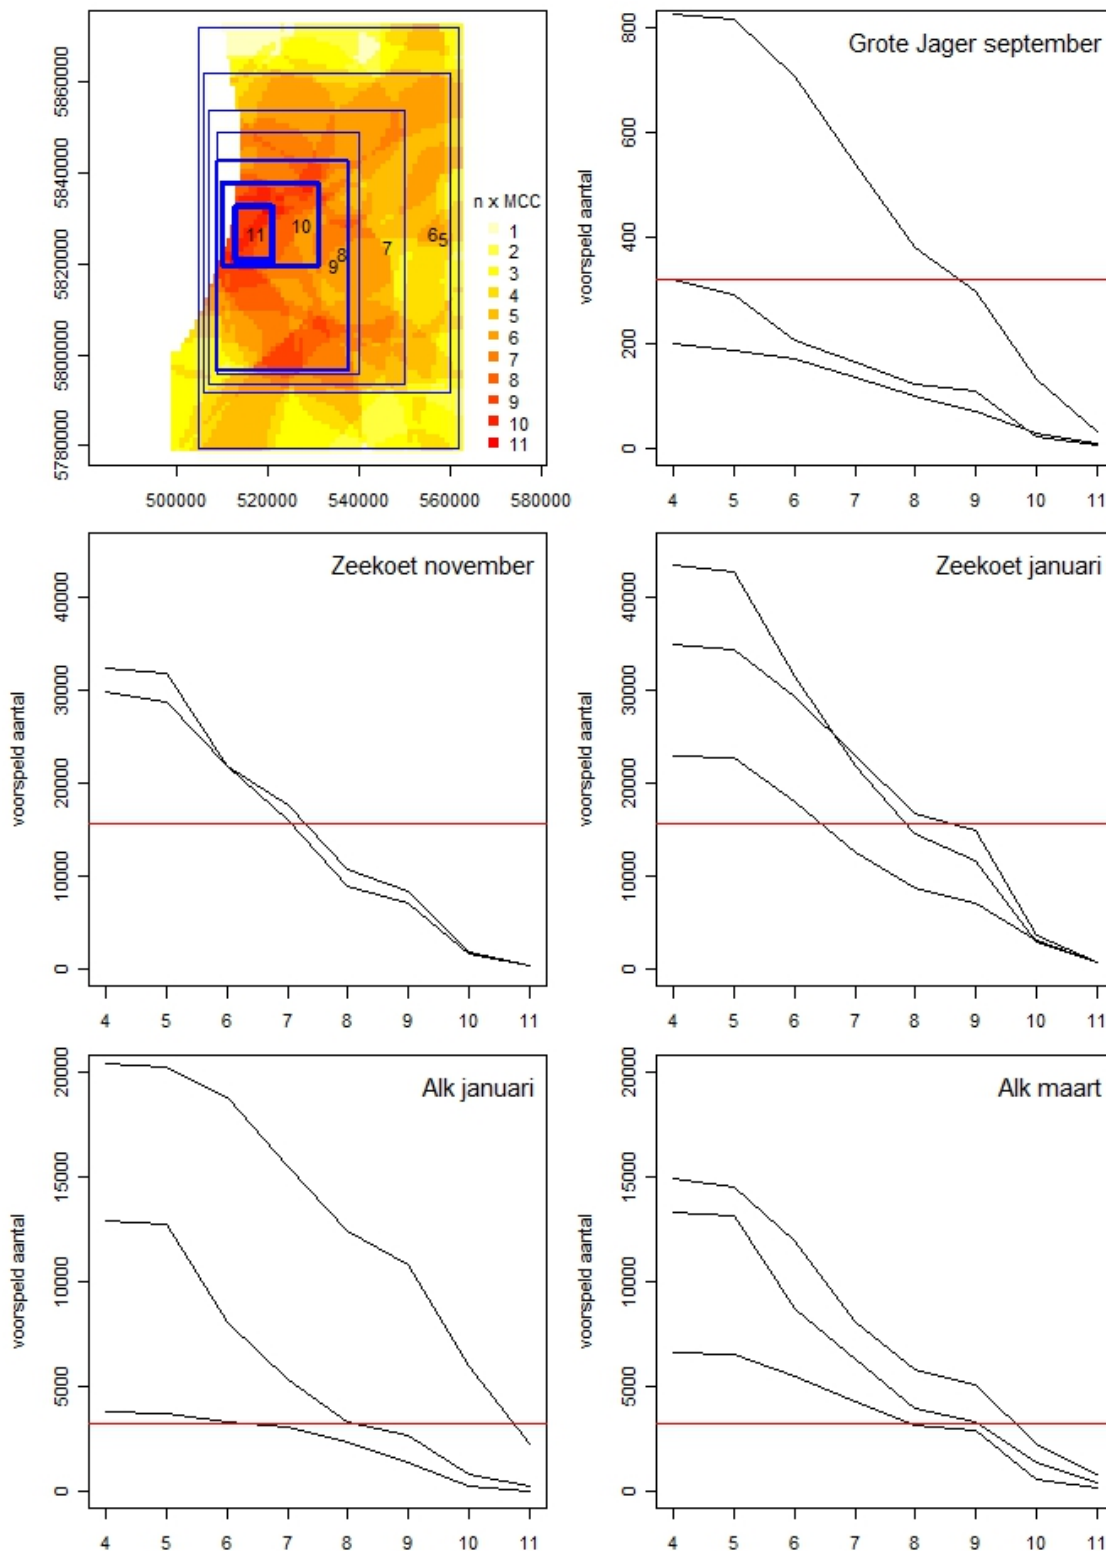 5860000
5840000
5820000
5800000
5780000
500000 520000 540000 560000 580000
11
10
9
8
7
6
5
n x MCC
1
2
3
4
5
6
7
8
9
10
11
Grote Jager september
voorspeld aantal
800
600
400
200
0
4 5 6 7 8 9 10 11
Zeekoet november
voorspeld aantal
40000
30000
20000
10000
0
4 5 6 7 8 9 10 11
Zeekoet januari
voorspeld aantal
40000
30000
20000
10000
0
4 5 6 7 8 9 10 11
Alk januari
voorspeld aantal
20000
15000
10000
5000
0
4 5 6 7 8 9 10 11
Alk maart
voorspeld aantal
20000
15000
10000
5000
0
4 5 6 7 8 9 10 11